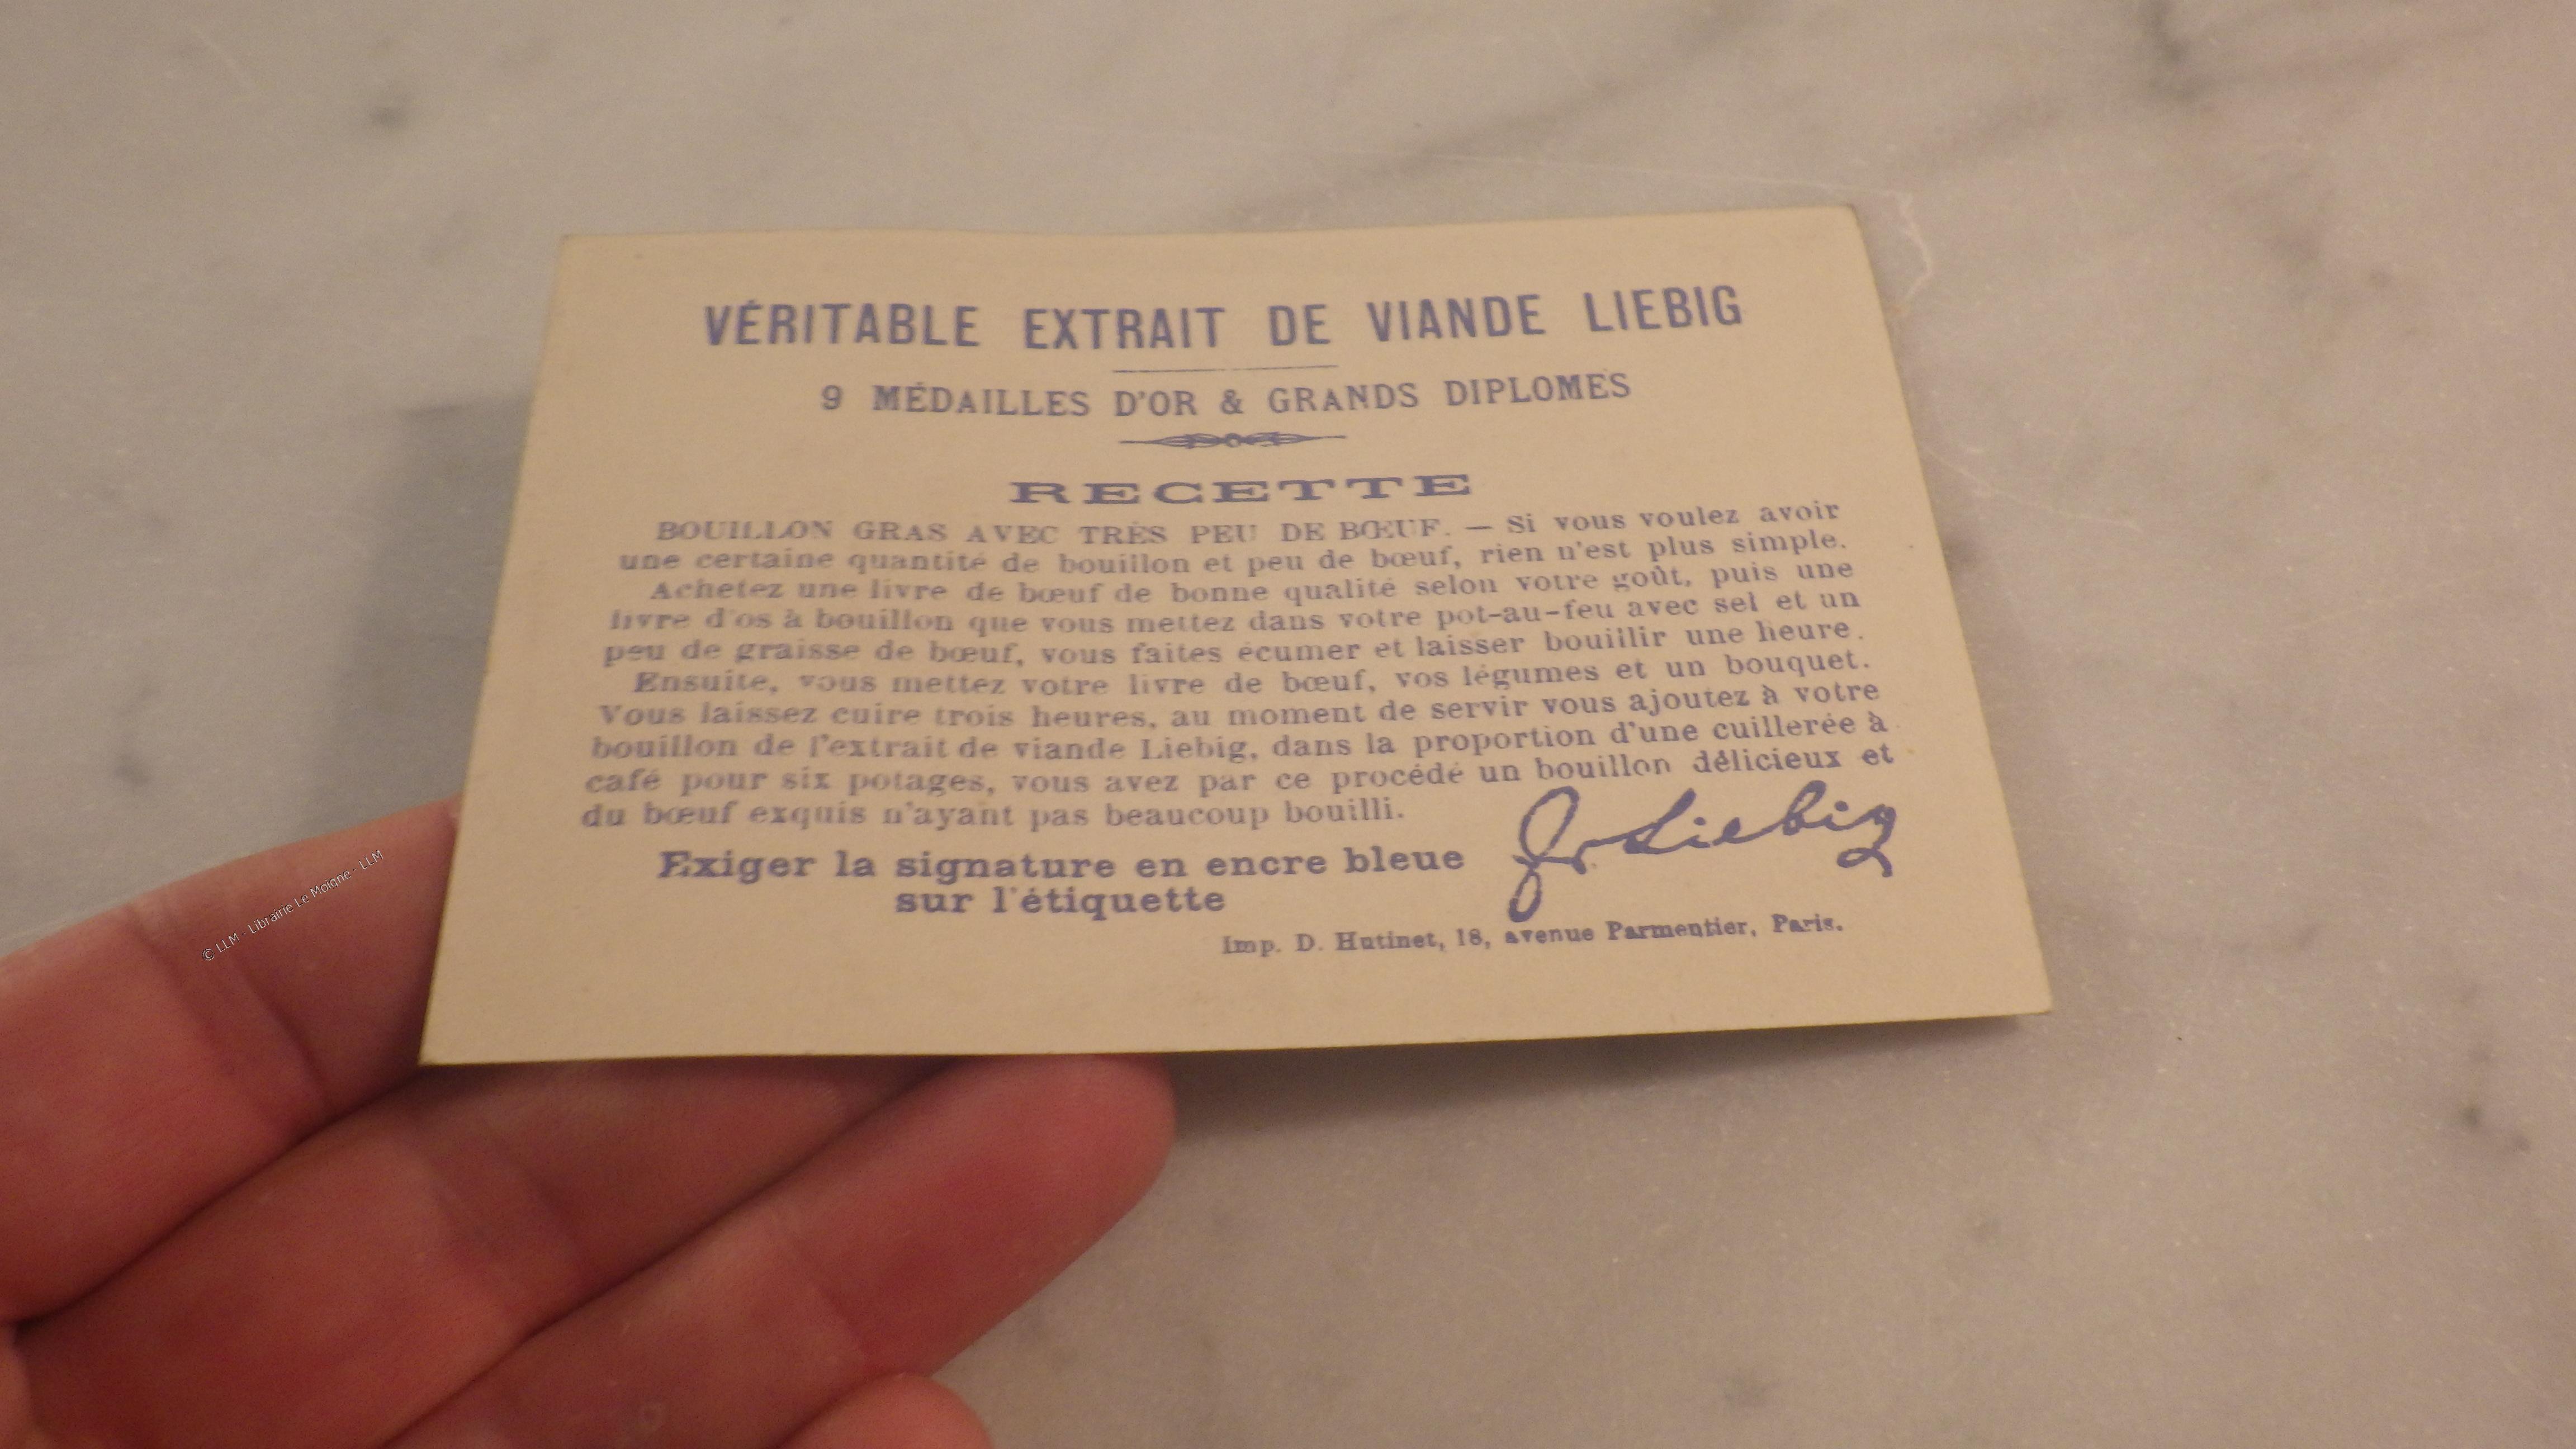 VÉRITABLE EXTRAIT DE VIANDE LIEBIG
9 MÉDAILLES D'OR & GRANDS DIPLOMES
RECETTE
BOUILLON GRAS AVEC TRÈS PEU DE BŒUF. — Si vous voulez avoir
une certaine quantité de bouillon et peu de bœuf, rien n'est plus simple.
Achetez une livre de bœuf de bonne qualité selon votre goût, puis une
livre d'os à bouillon que vous mettez dans votre pot-au-feu avec sel et un
peu de graisse de bœuf, vous faites écumer et laisser bouillir une heure.
Ensuite, vous mettez votre livre de bœuf, vos légumes et un bouquet.
Vous laissez cuire trois heures, au moment de servir vous ajoutez à votre
bouillon de l'extrait de viande Liebig, dans la proportion d'une cuillerée à
café pour six potages, vous avez par ce procédé un bouillon délicieux et
du bœuf exquis n'ayant pas beaucoup bouilli.
Exiger la signature en encre bleue
sur l'étiquette
Jv Liebig
Imp. D. Hutinet, 18, avenue Parmentier, Paris.
© LLM - Librairie Le Moigne - LLM